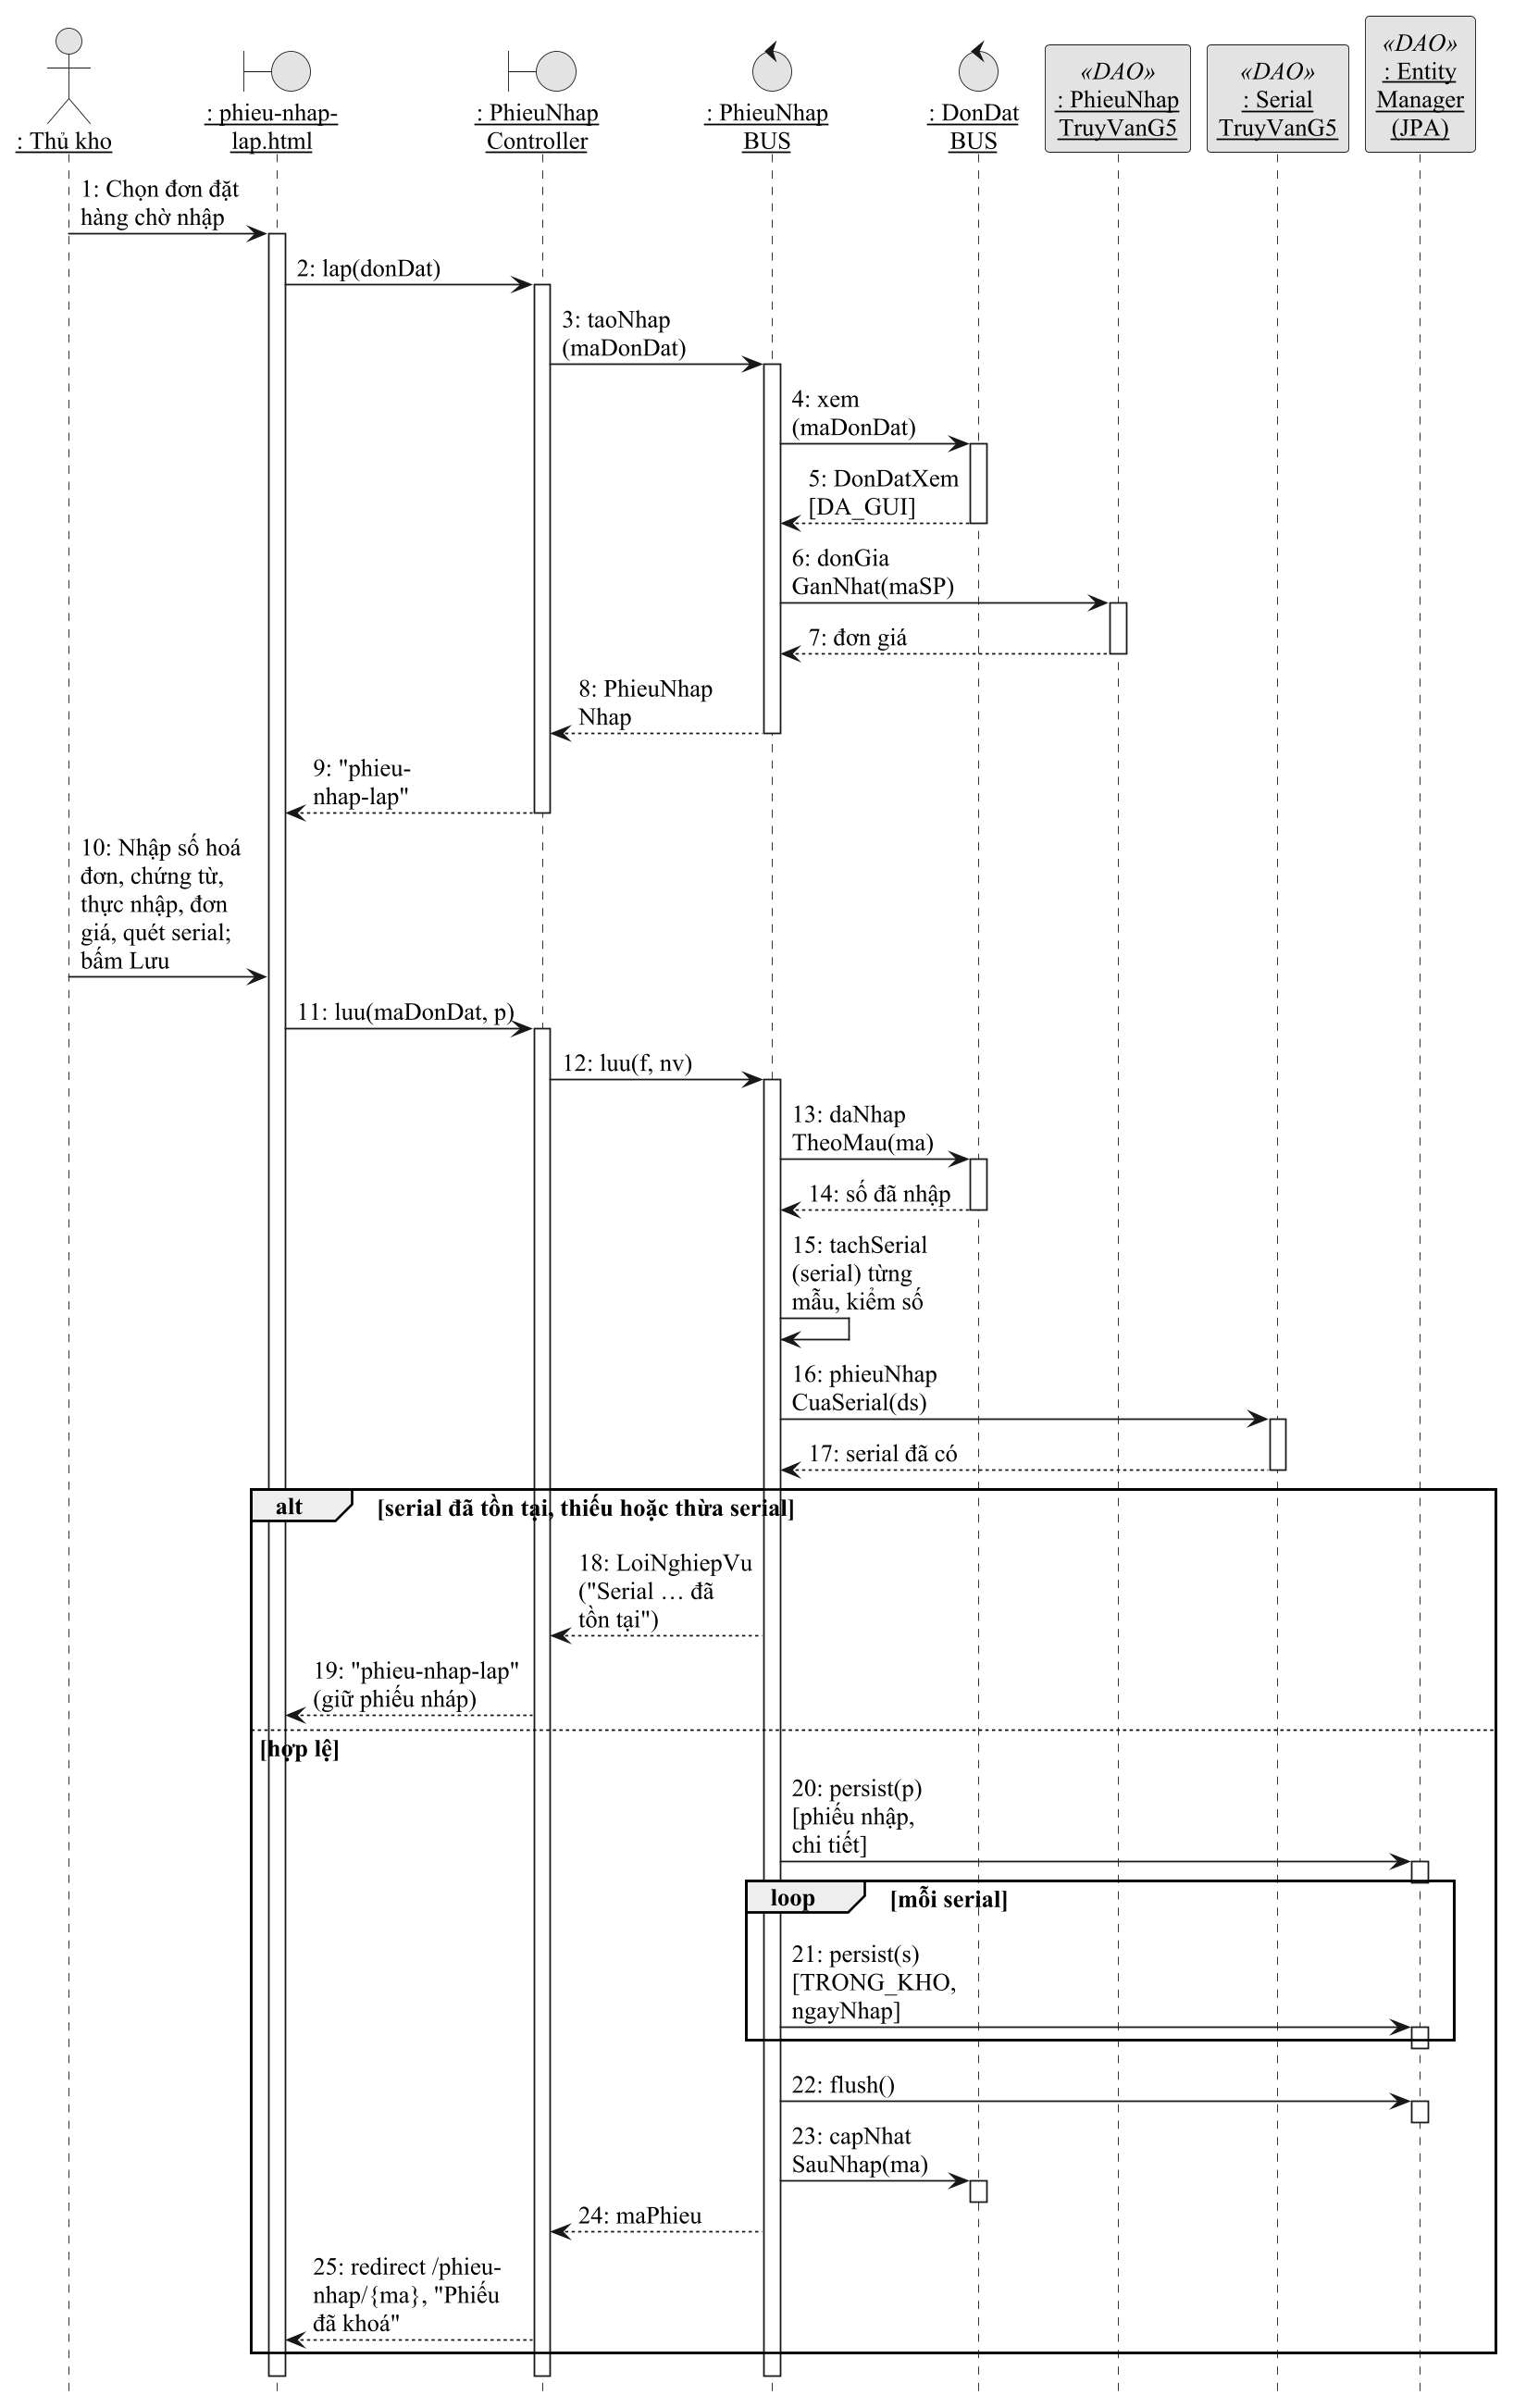 : Thủ kho
: phieu-nhap-
lap.html
: PhieuNhap
Controller
: PhieuNhap
BUS
: DonDat
BUS
«DAO»
: PhieuNhap
TruyVanG5
«DAO»
: Serial
TruyVanG5
«DAO»
: Entity
Manager
(JPA)
1: Chọn đơn đặt
hàng chờ nhập
2: lap(donDat)
3: taoNhap
(maDonDat)
4: xem
(maDonDat)
5: DonDatXem
[DA_GUI]
6: donGia
GanNhat(maSP)
7: đơn giá
8: PhieuNhap
Nhap
9: "phieu-
nhap-lap"
10: Nhập số hoá
đơn, chứng từ,
thực nhập, đơn
giá, quét serial;
bấm Lưu
11: luu(maDonDat, p)
12: luu(f, nv)
13: daNhap
TheoMau(ma)
14: số đã nhập
15: tachSerial
(serial) từng
mẫu, kiểm số
16: phieuNhap
CuaSerial(ds)
17: serial đã có
alt [serial đã tồn tại, thiếu hoặc thừa serial]
18: LoiNghiepVu
("Serial … đã
tồn tại")
19: "phieu-nhap-lap"
(giữ phiếu nháp)
[hợp lệ]
20: persist(p)
[phiếu nhập,
chi tiết]
loop [mỗi serial]
21: persist(s)
[TRONG_KHO,
ngayNhap]
22: flush()
23: capNhat
SauNhap(ma)
24: maPhieu
25: redirect /phieu-
nhap/{ma}, "Phiếu
đã khoá"